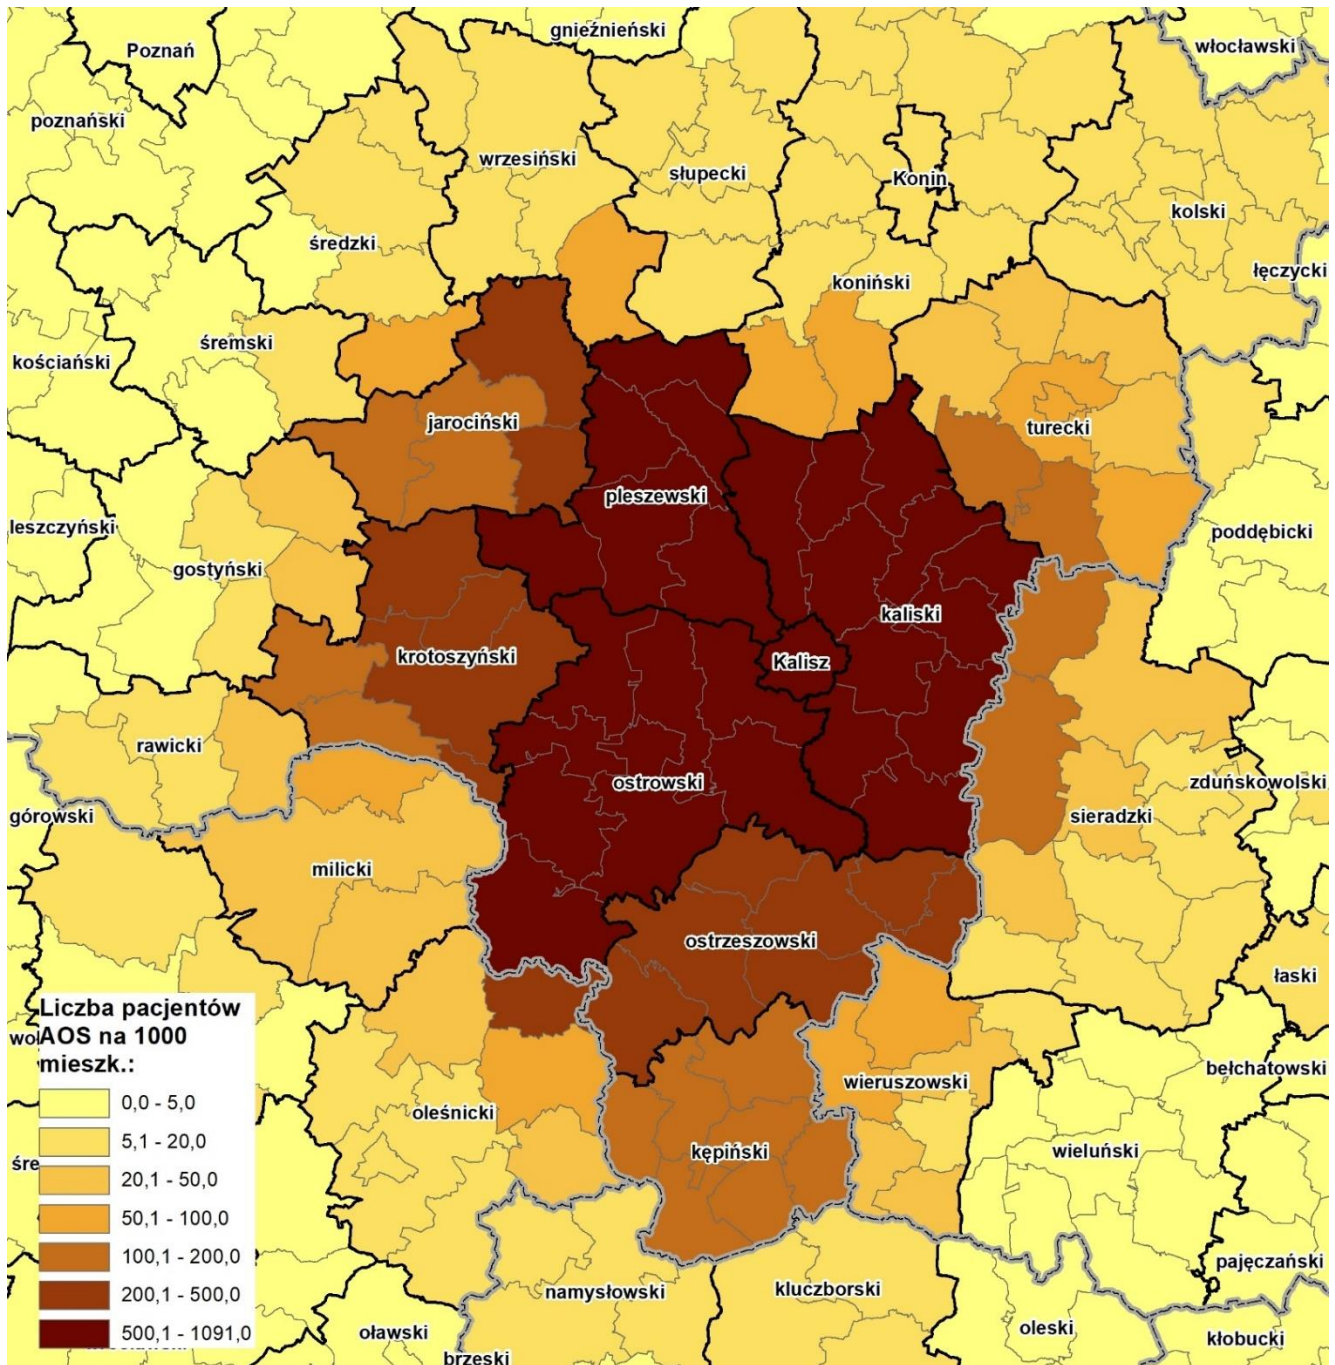 Poznań
gnieźnieński
włocławski
poznański
wrzesiński
słupecki
Konin
kolski
średzki
łęczycki
koniński
śremski
kościański
jarociński
turecki
pleszewski
leszczyński
poddębicki
gostyński
kaliski
krotoszyński
Kalisz
rawicki
ostrowski
zduńskowolski
górowski
sieradzki
milicki
ostrzeszowski
łaski
bełchatowski
wieruszowski
oleśnicki
kępiński
wieluński
pajęczański
namysłowski
kluczborski
oławski
oleski
kłobucki
brzeski
Liczba pacjentów
AOS na 1000
mieszk.:
0,0 - 5,0
5,1 - 20,0
20,1 - 50,0
50,1 - 100,0
100,1 - 200,0
200,1 - 500,0
500,1 - 1091,0